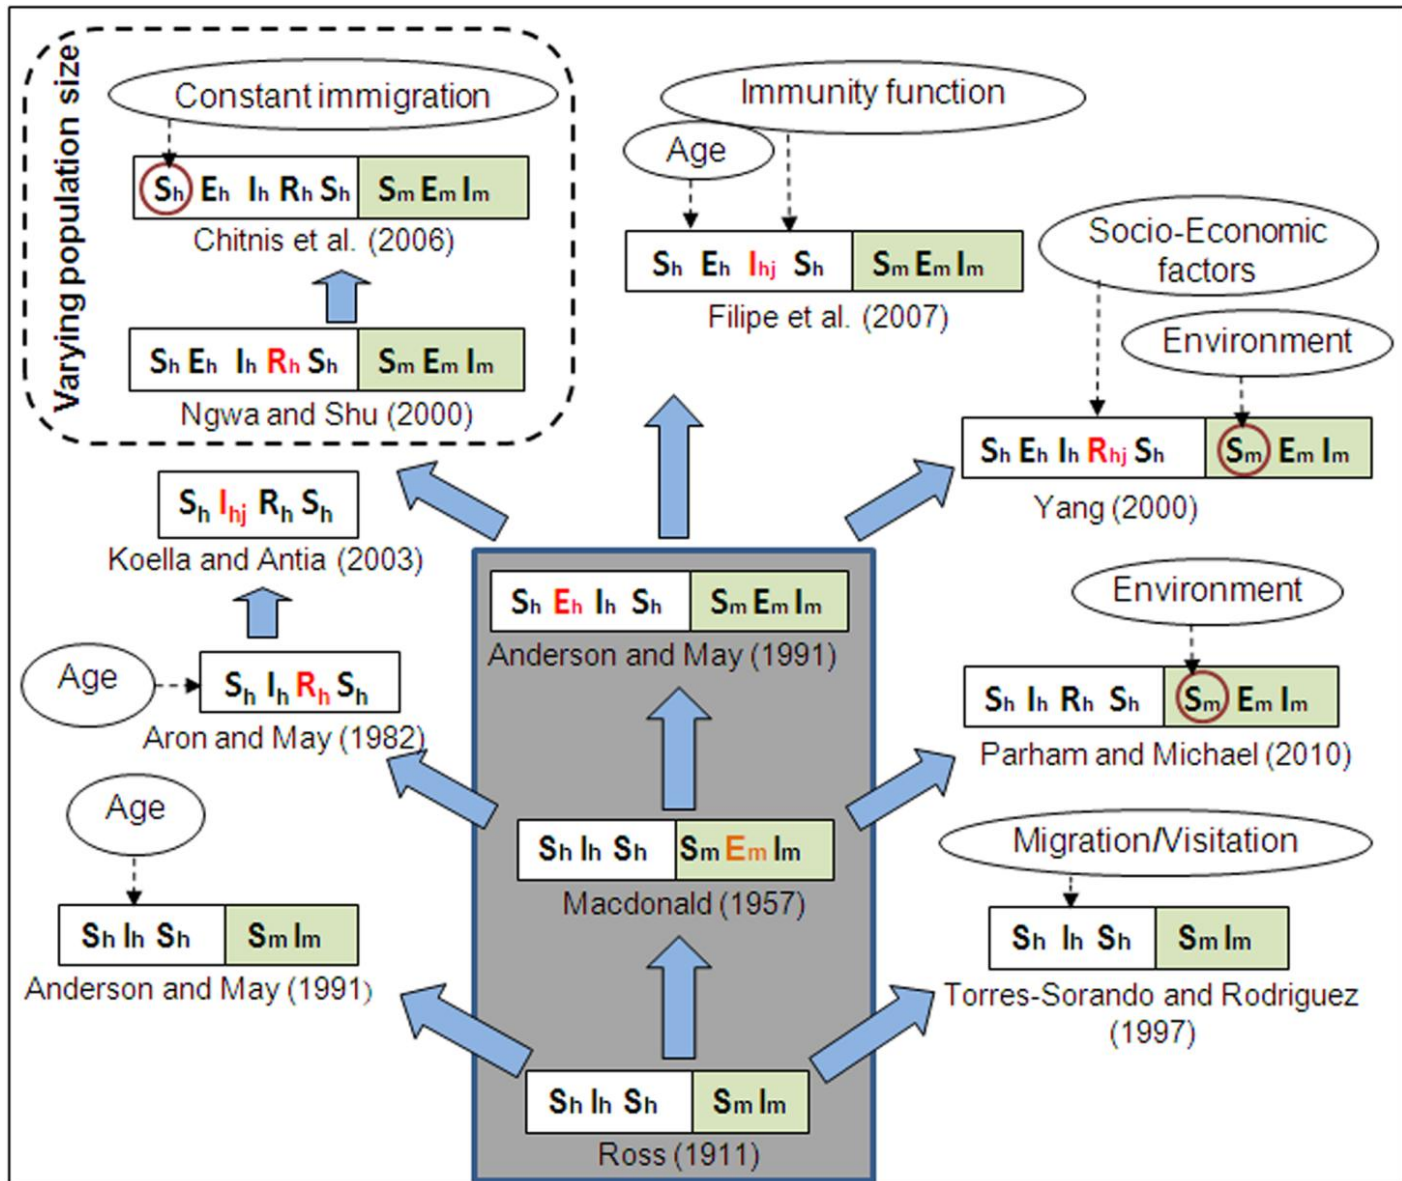 Varying population size
Constant immigration
Sh Eh Ih Rh Sh Sm Em Im
Chitnis et al. (2006)
Sh Eh Ih Rh Sh Sm Em Im
Ngwa and Shu (2000)
Immunity function
Age
Sh Eh Ihj Sh Sm Em Im
Filipe et al. (2007)
Socio-Economic
factors
Environment
Sh Eh Ih Rhj Sh Sm Em Im
Yang (2000)
Sh Ihj Rh Sh
Koella and Antia (2003)
Age
Sh Ih Rh Sh
Aron and May (1982)
Sh Eh Ih Sh Sm Em Im
Anderson and May (1991)
Environment
Sh Ih Rh Sh Sm Em Im
Parham and Michael (2010)
Age
Sh Ih Sh Sm Im
Anderson and May (1991)
Sh Ih Sh Sm Em Im
Macdonald (1957)
Migration/Visitation
Sh Ih Sh Sm Im
Torres-Sorando and Rodriguez
(1997)
Sh Ih Sh Sm Im
Ross (1911)